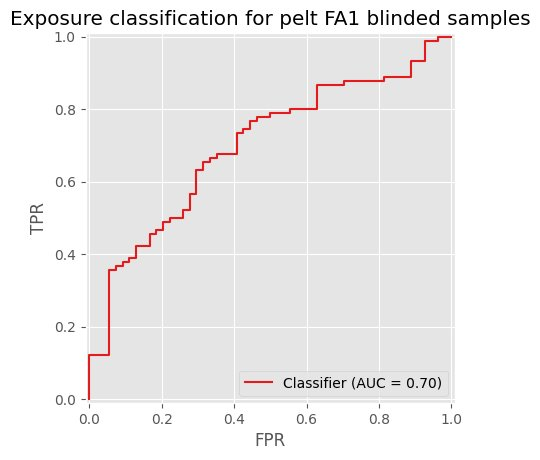 Exposure classification for pelt FA1 blinded samples
1.0
0.8
0.6
0.4
0.2
0.0
TPR
Classifier (AUC = 0.70)
0.0 0.2 0.4 0.6 0.8 1.0
FPR